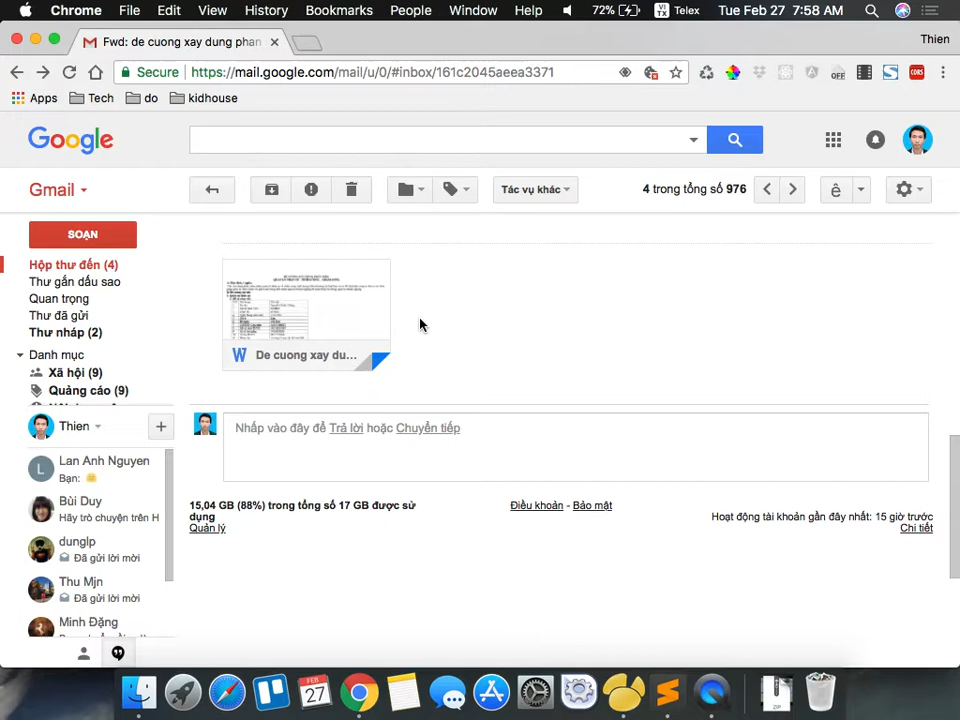 Chrome File Edit View History Bookmarks People Window Help 72% VI TX Telex Tue Feb 27 7:58 AM
Fwd: de cuong xay dung phan
Thien
Secure https://mail.google.com/mail/u/0/#inbox/161c2045aeea3371 OFF CORS
Apps Tech do kidhouse
Google
Gmail
Tác vụ khác
4 trong tổng số 976
ê
SOẠN
Hộp thư đến (4)
Thư gắn dấu sao
Quan trọng
Thư đã gửi
Thư nháp (2)
Danh mục
Xã hội (9)
Quảng cáo (9)
W De cuong xay du...
Thien
Nhấp vào đây để Trả lời hoặc Chuyển tiếp
L Lan Anh Nguyen
Bạn:
Bùi Duy
Hãy trò chuyện trên H
dunglp
Đã gửi lời mời
Thu Mjn
Đã gửi lời mời
Minh Đặng
15,04 GB (88%) trong tổng số 17 GB được sử
dụng
Quản lý
Điều khoản - Bảo mật
Hoạt động tài khoản gần đây nhất: 15 giờ trước
Chi tiết
FEB
27
ZIP